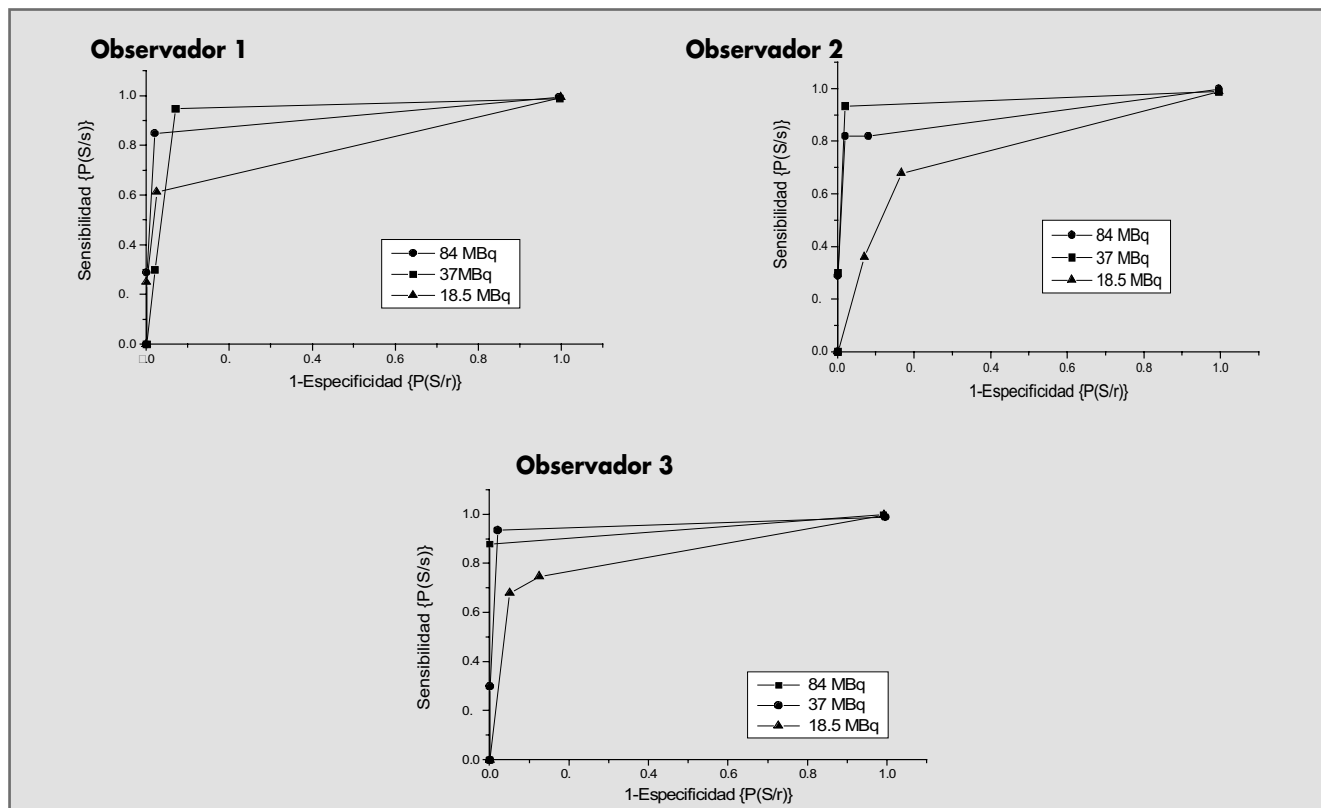 Observador 1
Sensibilidad {P(S/s)}
1.0
0.8
0.6
0.4
0.
0.0
.0
0.
0.4
0.6
0.8
1.0
1-Especificidad {P(S/r)}
84 MBq
37MBq
18.5 MBq
Observador 2
Sensibilidad {P(S/s)}
1.0
0.8
0.6
0.4
0.
0.0
0.0
0.
0.4
0.6
0.8
1.0
1-Especificidad {P(S/r)}
84 MBq
37 MBq
18.5 MBq
Observador 3
Sensibilidad {P(S/s)}
1.0
0.8
0.6
0.4
0.
0.0
0.0
0.
0.4
0.6
0.8
1.0
1-Especificidad {P(S/r)}
84 MBq
37 MBq
18.5 MBq